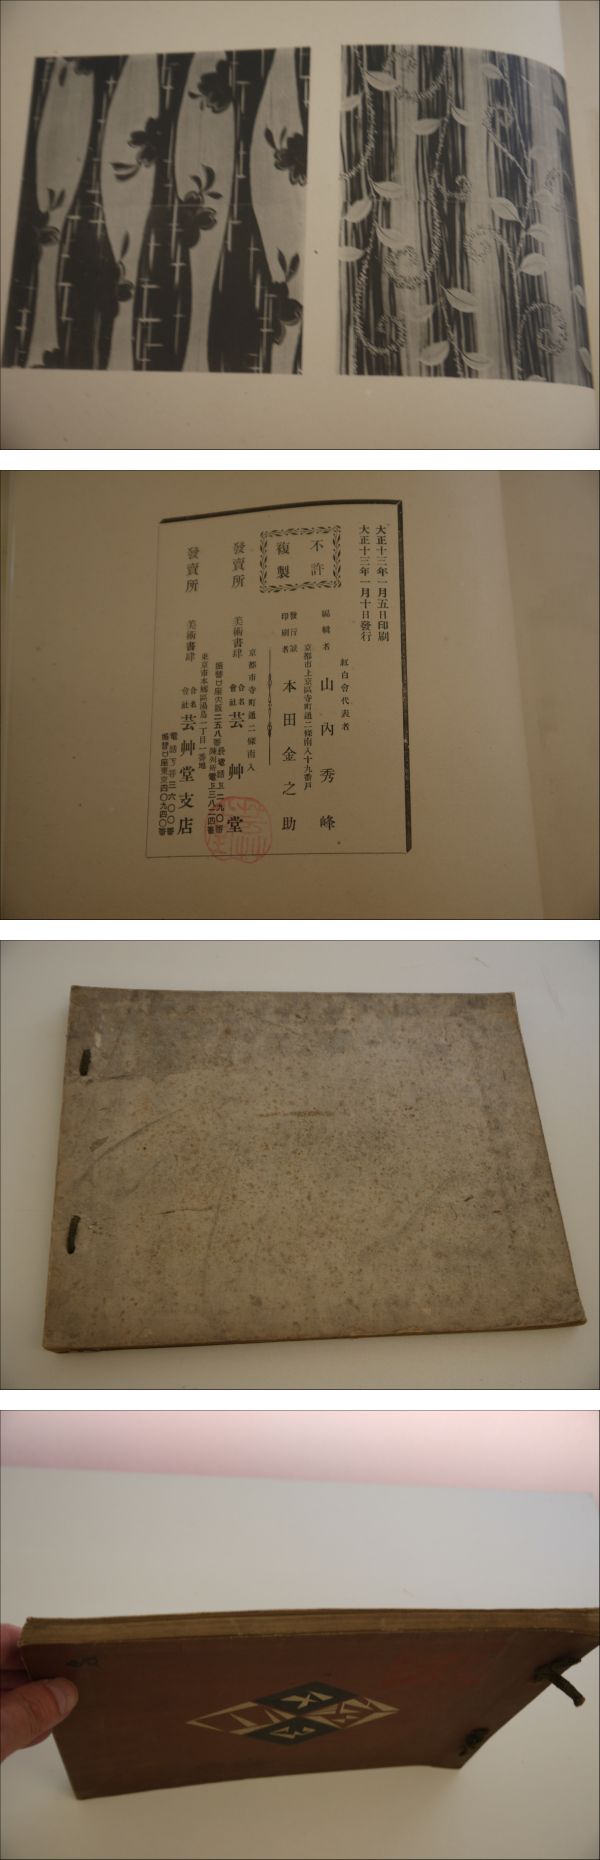 大正十三年一月五日印刷
大正十三年一月十日發行
不許
複製
紅白會代表者
編輯者 山内秀峰
京都市上京區寺町通二條南入十九番戸
發行兼
印刷者 本田金之助
京都市寺町通二條南入
發賣所 美術書肆 合名會社 芸艸堂
東京市本郷區湯島一丁目一番地
發賣所 美術書肆 合名會社 芸艸堂支店